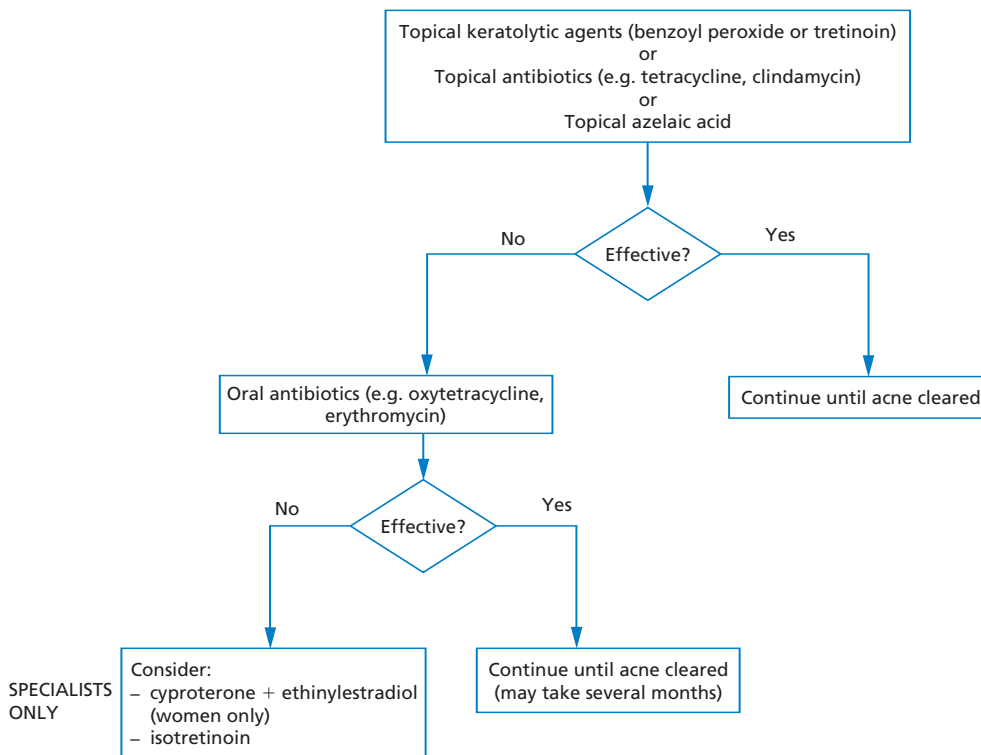 Topical keratolytic agents (benzoyl peroxide or tretinoin)
or
Topical antibiotics (e.g. tetracycline, clindamycin)
or
Topical azelaic acid
No
Effective?
Yes
Oral antibiotics (e.g. oxytetracycline,
erythromycin)
Continue until acne cleared
No
Effective?
Yes
SPECIALISTS
ONLY
Consider:
– cyproterone + ethinylestradiol
(women only)
– isotretinoin
Continue until acne cleared
(may take several months)